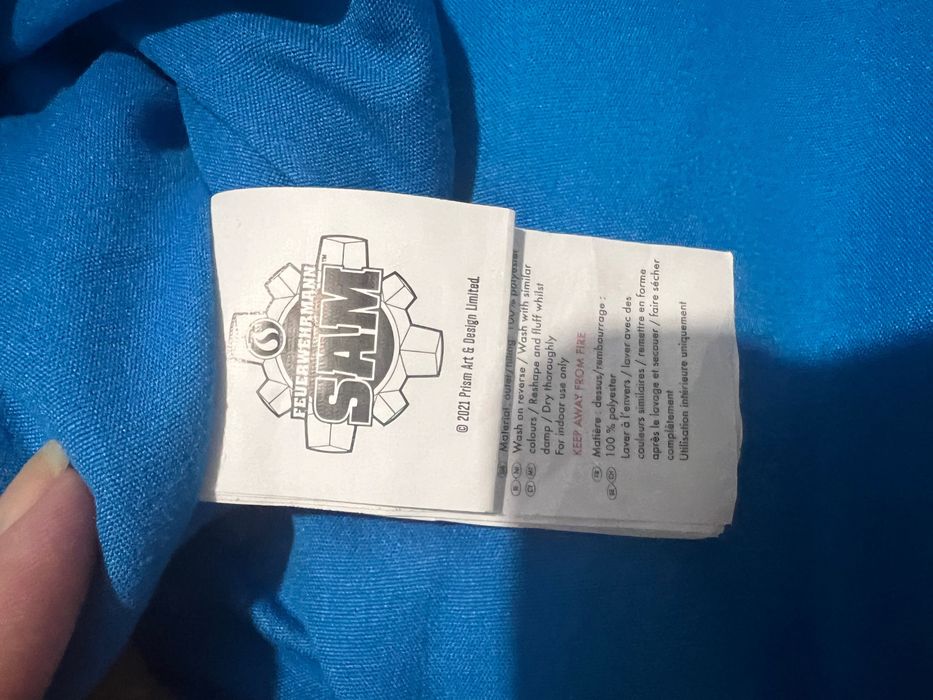 FEUERWEHRMANN™
SAM
© 2021 Prism Art & Design Limited.
Material: outer/filling 100% polyester
Wash on reverse / Wash with similar
colours / Reshape and fluff whilst
damp / Dry thoroughly
For indoor use only
KEEP AWAY FROM FIRE
Matière : dessus/rembourrage :
100 % polyester
Laver à l'envers / laver avec des
couleurs similaires / remettre en forme
après le lavage et secouer / faire sécher
complètement
Utilisation intérieure uniquement